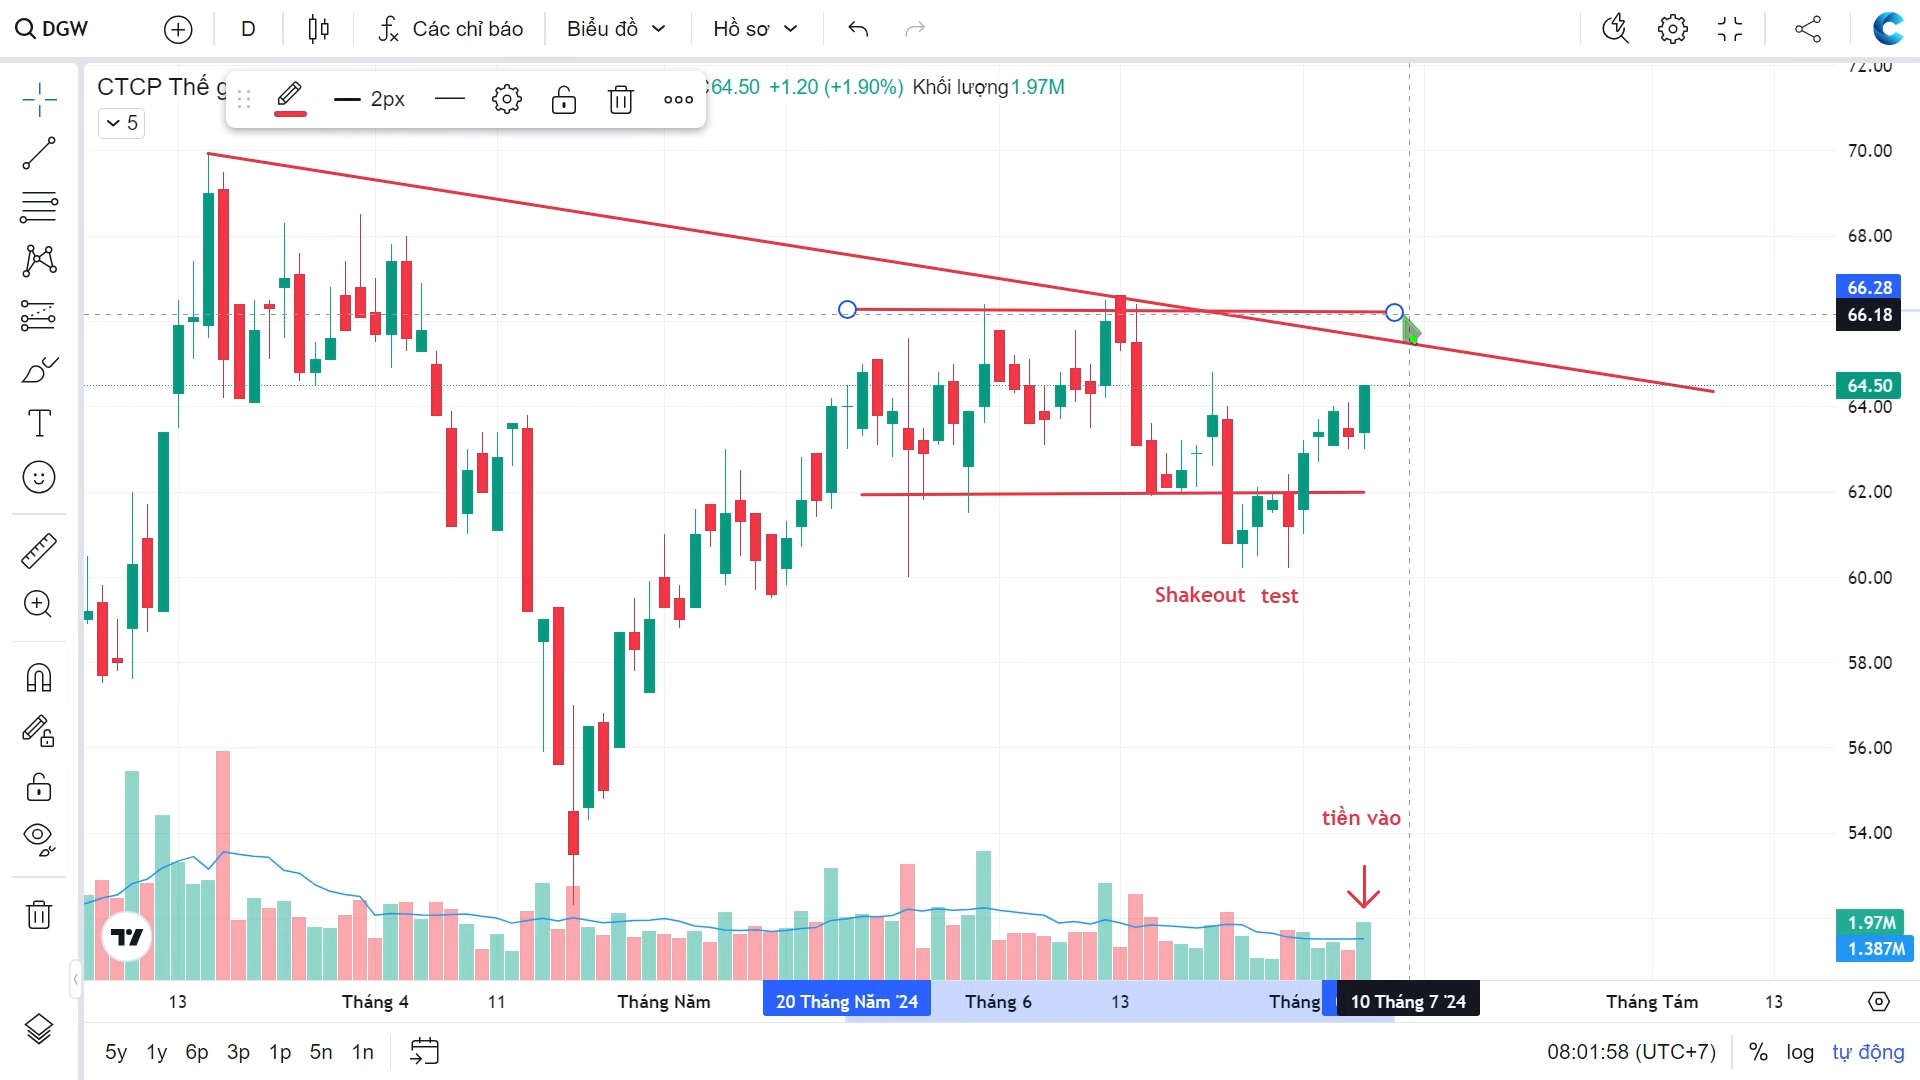 DGW
D
Các chỉ báo
Biểu đồ
Hồ sơ
CTCP Thế g
64.50 +1.20 (+1.90%) Khối lượng1.97M
2px
5
72.00
70.00
68.00
66.28
66.18
64.50
64.00
62.00
60.00
58.00
56.00
54.00
1.97M
1.387M
Shakeout test
tiền vào
13
Tháng 4
11
Tháng Năm
20 Tháng Năm '24
Tháng 6
13
Tháng
10 Tháng 7 '24
Tháng Tám
13
5y 1y 6p 3p 1p 5n 1n
08:01:58 (UTC+7)
% log tự động